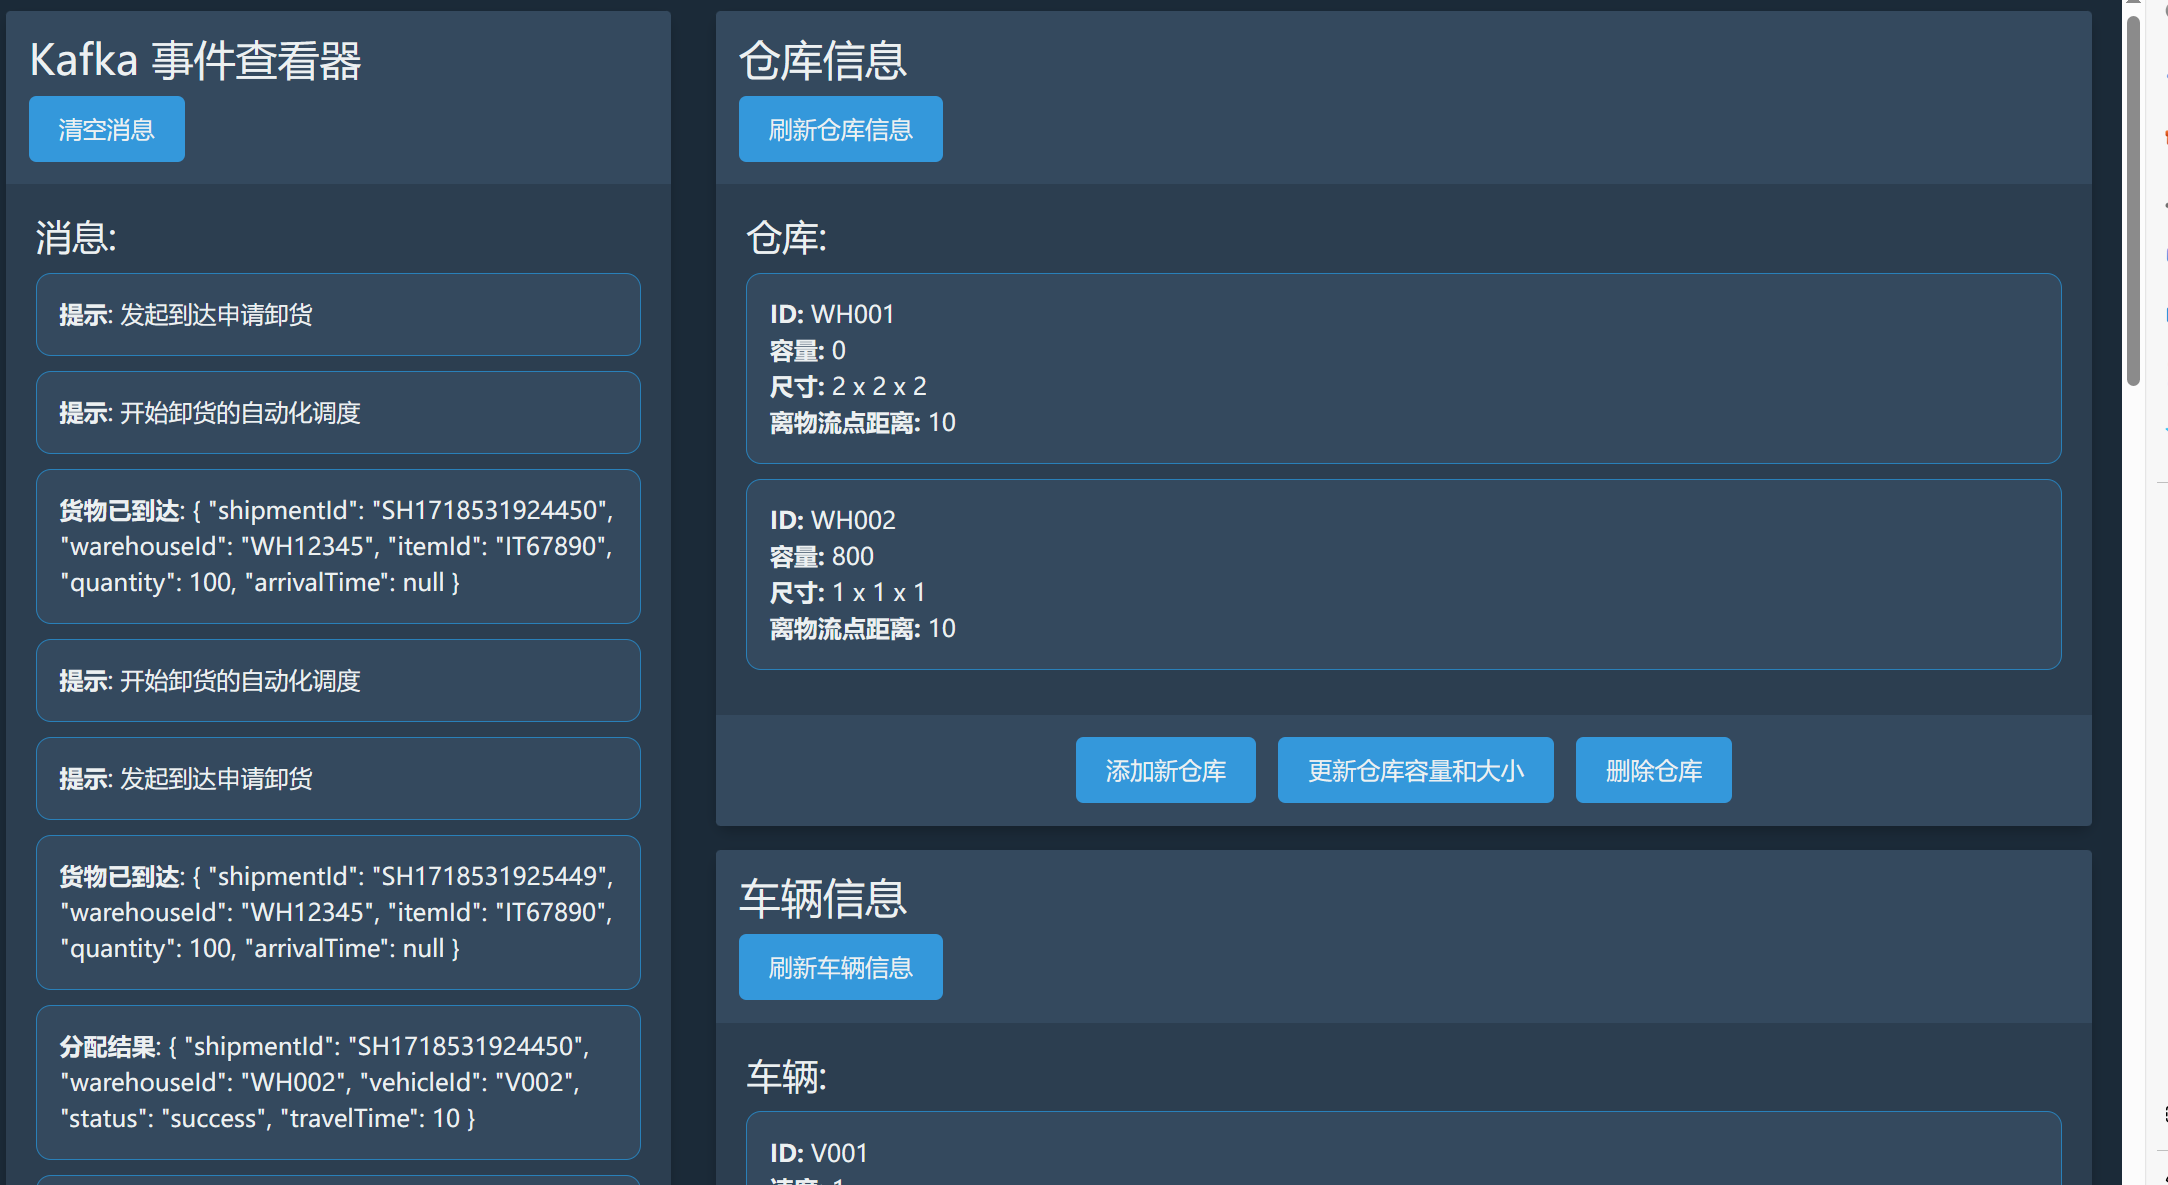 Kafka 事件查看器
清空消息
消息:
提示: 发起到达申请卸货
提示: 开始卸货的自动化调度
货物已到达: { "shipmentId": "SH1718531924450",
"warehouseId": "WH12345", "itemId": "IT67890",
"quantity": 100, "arrivalTime": null }
提示: 开始卸货的自动化调度
提示: 发起到达申请卸货
货物已到达: { "shipmentId": "SH1718531925449",
"warehouseId": "WH12345", "itemId": "IT67890",
"quantity": 100, "arrivalTime": null }
分配结果: { "shipmentId": "SH1718531924450",
"warehouseId": "WH002", "vehicleId": "V002",
"status": "success", "travelTime": 10 }
仓库信息
刷新仓库信息
仓库:
ID: WH001
容量: 0
尺寸: 2 x 2 x 2
离物流点距离: 10
ID: WH002
容量: 800
尺寸: 1 x 1 x 1
离物流点距离: 10
添加新仓库
更新仓库容量和大小
删除仓库
车辆信息
刷新车辆信息
车辆:
ID: V001